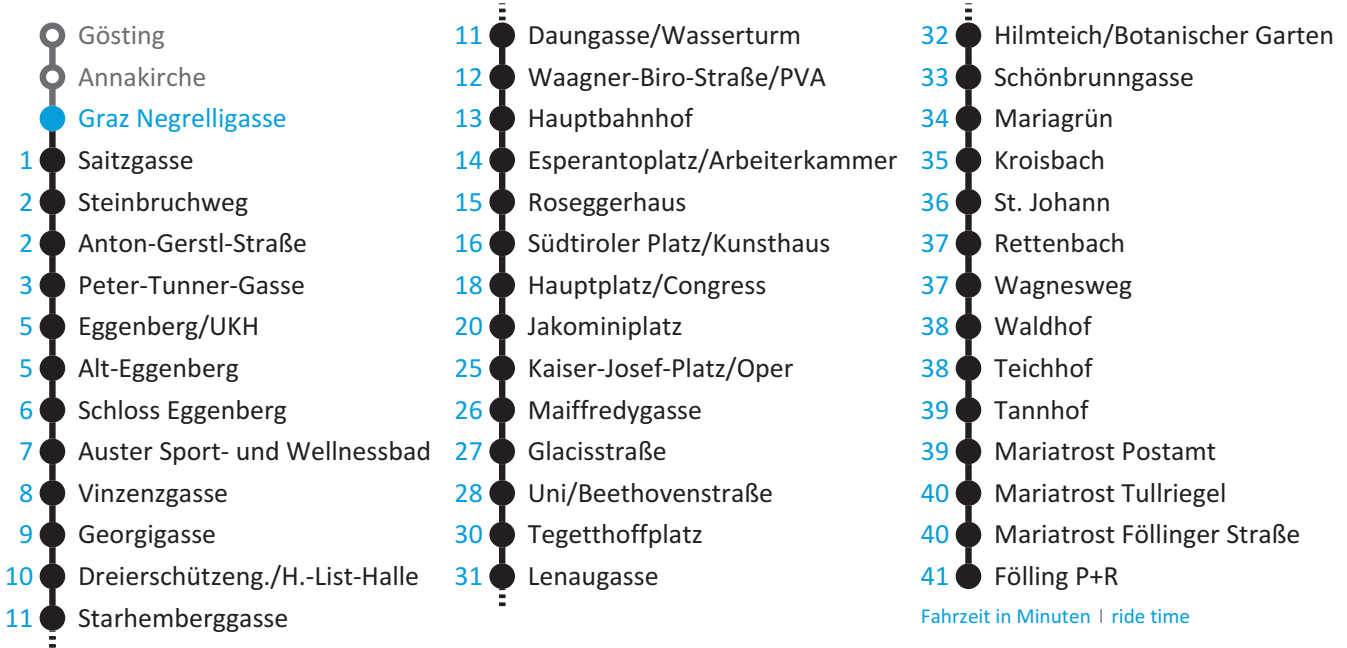 Gösting
Annakirche
Graz Negrelligasse
1 Saitzgasse
2 Steinbruchweg
2 Anton-Gerstl-Straße
3 Peter-Tunner-Gasse
5 Eggenberg/UKH
5 Alt-Eggenberg
6 Schloss Eggenberg
7 Auster Sport- und Wellnessbad
8 Vinzenzgasse
9 Georgigasse
10 Dreierschützeng./H.-List-Halle
11 Starhemberggasse
11 Daungasse/Wasserturm
12 Waagner-Biro-Straße/PVA
13 Hauptbahnhof
14 Esperantoplatz/Arbeiterkammer
15 Roseggerhaus
16 Südtiroler Platz/Kunsthaus
18 Hauptplatz/Congress
20 Jakominiplatz
25 Kaiser-Josef-Platz/Oper
26 Maiffredygasse
27 Glacisstraße
28 Uni/Beethovenstraße
30 Tegetthoffplatz
31 Lenaugasse
32 Hilmteich/Botanischer Garten
33 Schönbrunngasse
34 Mariagrün
35 Kroisbach
36 St. Johann
37 Rettenbach
37 Wagnesweg
38 Waldhof
38 Teichhof
39 Tannhof
39 Mariatrost Postamt
40 Mariatrost Tullriegel
40 Mariatrost Föllinger Straße
41 Fölling P+R
Fahrzeit in Minuten | ride time